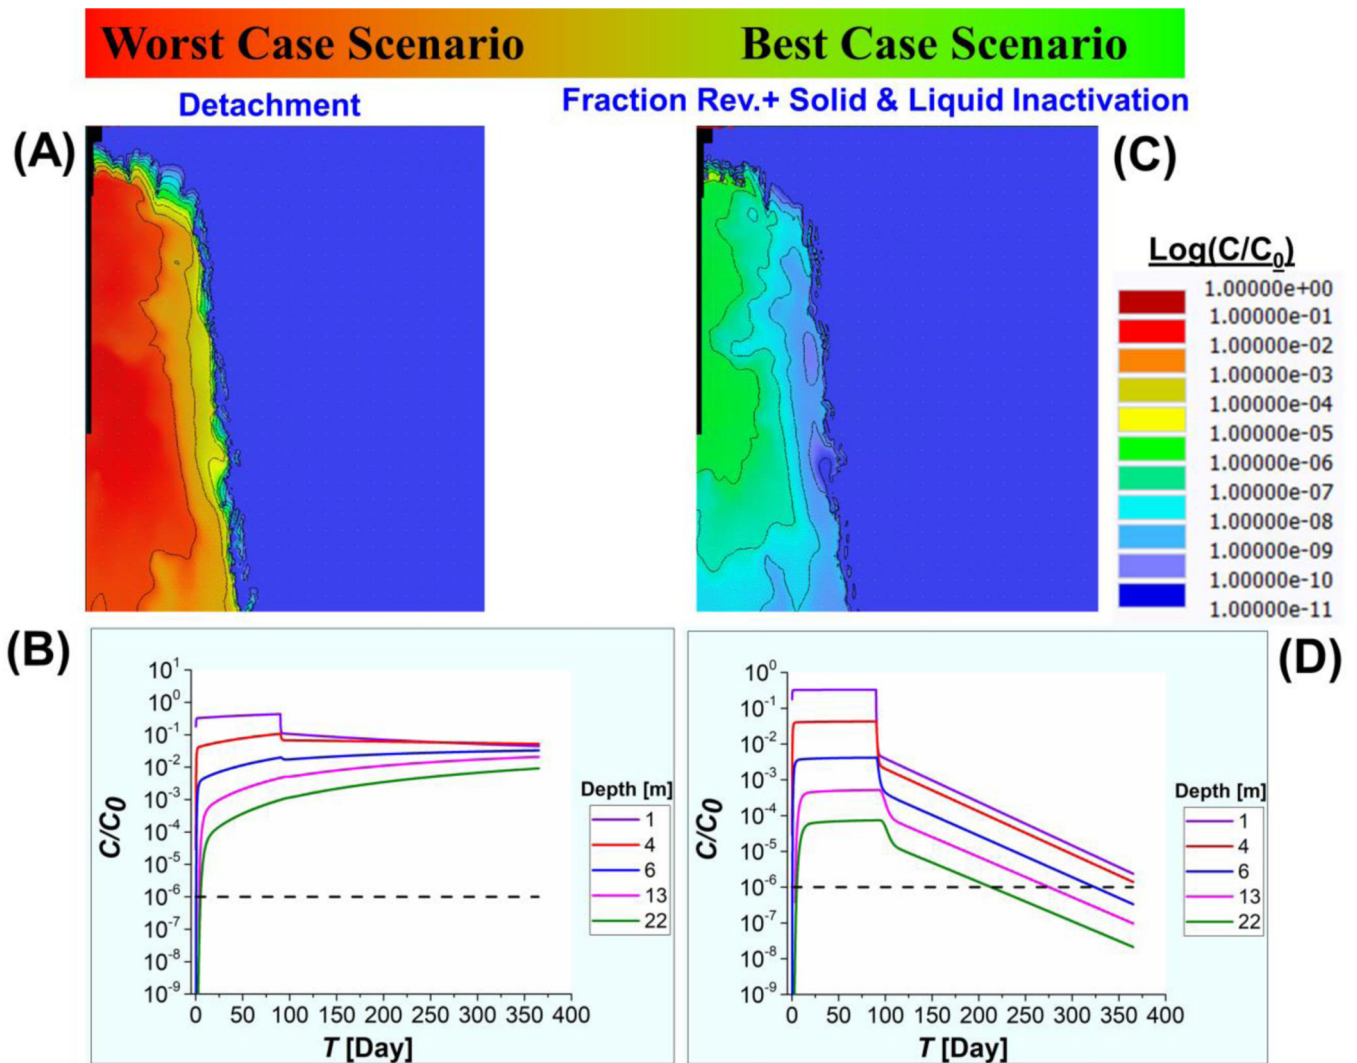 Worst Case Scenario Best Case Scenario
Detachment Fraction Rev.+ Solid & Liquid Inactivation
(A) (C)
Log(C/C0)
1.00000e+00
1.00000e-01
1.00000e-02
1.00000e-03
1.00000e-04
1.00000e-05
1.00000e-06
1.00000e-07
1.00000e-08
1.00000e-09
1.00000e-10
1.00000e-11
(B)
C/C0
10^1
10^0
10^-1
10^-2
10^-3
10^-4
10^-5
10^-6
10^-7
10^-8
10^-9
0 50 100 150 200 250 300 350 400
T [Day]
Depth [m]
1
4
6
13
22
(D)
C/C0
10^0
10^-1
10^-2
10^-3
10^-4
10^-5
10^-6
10^-7
10^-8
10^-9
0 50 100 150 200 250 300 350 400
T [Day]
Depth [m]
1
4
6
13
22